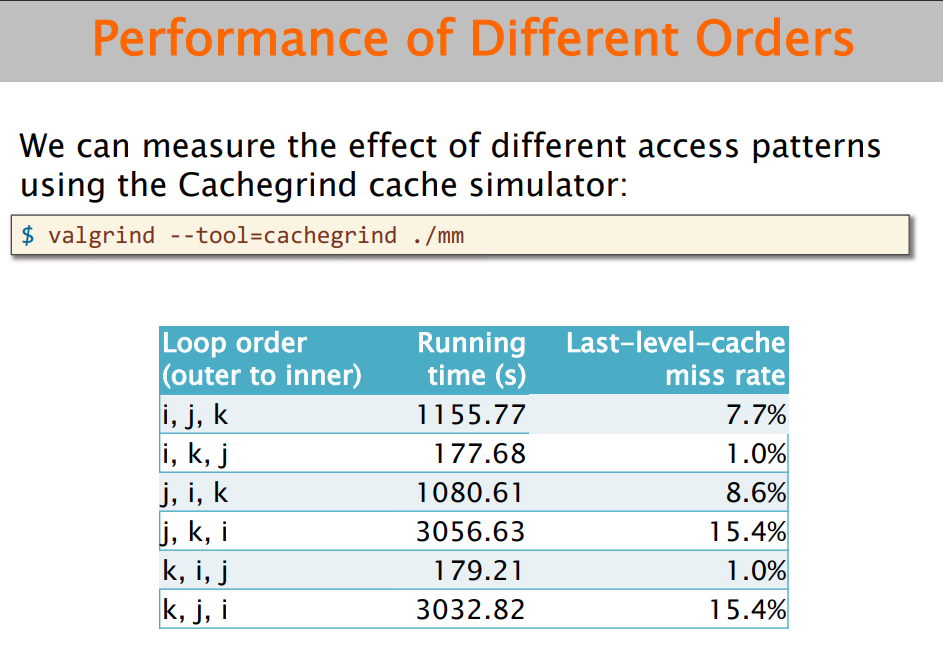 Performance of Different Orders
We can measure the effect of different access patterns
using the Cachegrind cache simulator:
$ valgrind --tool=cachegrind ./mm
Loop order Running Last–level–cache
(outer to inner) time (s) miss rate
i, j, k 1155.77 7.7%
i, k, j 177.68 1.0%
j, i, k 1080.61 8.6%
j, k, i 3056.63 15.4%
k, i, j 179.21 1.0%
k, j, i 3032.82 15.4%